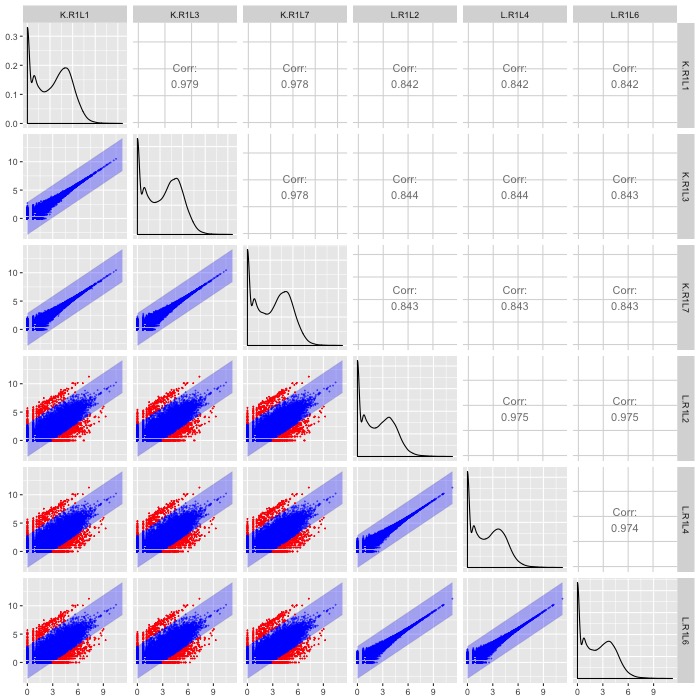 K.R1L1 K.R1L3 K.R1L7 L.R1L2 L.R1L4 L.R1L6
0.3
0.2
0.1
0.0
Corr:
0.979
Corr:
0.978
Corr:
0.842
Corr:
0.842
Corr:
0.842
K.R1L1
10
5
0
Corr:
0.978
Corr:
0.844
Corr:
0.844
Corr:
0.843
K.R1L3
10
5
0
Corr:
0.843
Corr:
0.843
Corr:
0.843
K.R1L7
10
5
0
Corr:
0.975
Corr:
0.975
L.R1L2
10
5
0
Corr:
0.974
L.R1L4
10
5
0
L.R1L6
0 3 6 9 0 3 6 9 0 3 6 9 0 3 6 9 0 3 6 9 0 3 6 9